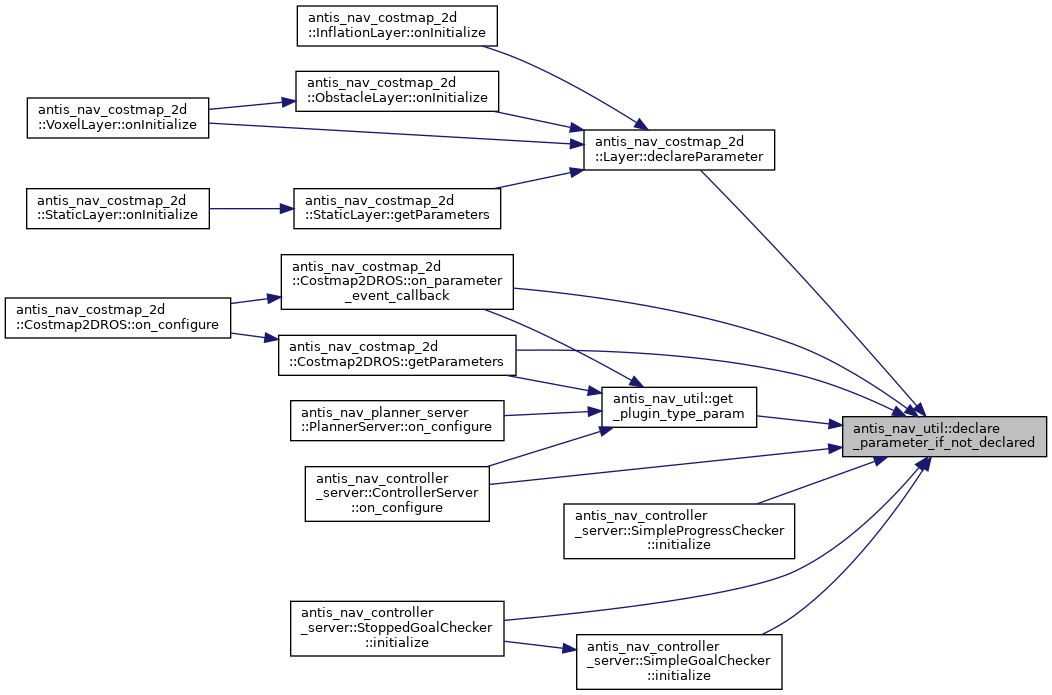 antis_nav_costmap_2d
::InflationLayer::onInitialize
antis_nav_costmap_2d
::ObstacleLayer::onInitialize
antis_nav_costmap_2d
::VoxelLayer::onInitialize
antis_nav_costmap_2d
::Layer::declareParameter
antis_nav_costmap_2d
::StaticLayer::onInitialize
antis_nav_costmap_2d
::StaticLayer::getParameters
antis_nav_costmap_2d
::Costmap2DROS::on_parameter
_event_callback
antis_nav_costmap_2d
::Costmap2DROS::on_configure
antis_nav_costmap_2d
::Costmap2DROS::getParameters
antis_nav_util::get
_plugin_type_param
antis_nav_planner_server
::PlannerServer::on_configure
antis_nav_util::declare
_parameter_if_not_declared
antis_nav_controller
_server::ControllerServer
::on_configure
antis_nav_controller
_server::SimpleProgressChecker
::initialize
antis_nav_controller
_server::StoppedGoalChecker
::initialize
antis_nav_controller
_server::SimpleGoalChecker
::initialize